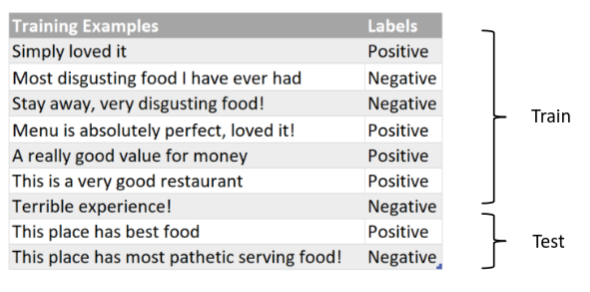 Training Examples Labels
Simply loved it Positive
Most disgusting food I have ever had Negative
Stay away, very disgusting food! Negative
Menu is absolutely perfect, loved it! Positive
Train
A really good value for money Positive
This is a very good restaurant Positive
Terrible experience! Negative
This place has best food Positive
Test
This place has most pathetic serving food! Negative